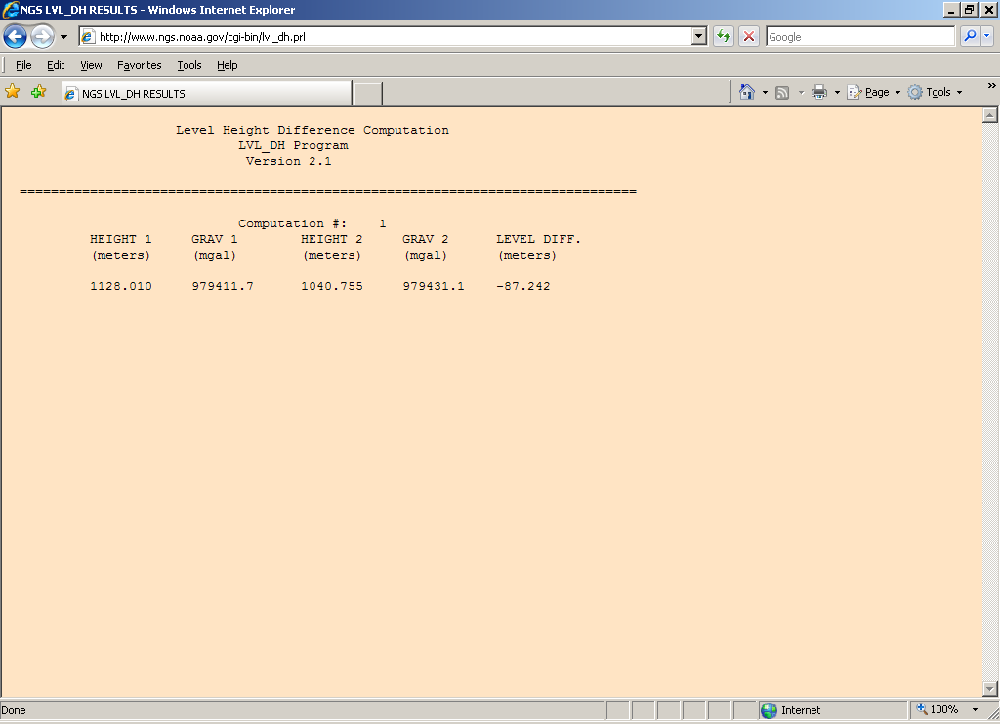 NGS LVL_DH RESULTS - Windows Internet Explorer
http://www.ngs.noaa.gov/cgi-bin/lvl_dh.prl
Google
File Edit View Favorites Tools Help
NGS LVL_DH RESULTS
Page Tools »
Level Height Difference Computation
LVL_DH Program
Version 2.1
===============================================================================
Computation #: 1
HEIGHT 1 GRAV 1 HEIGHT 2 GRAV 2 LEVEL DIFF.
(meters) (mgal) (meters) (mgal) (meters)
1128.010 979411.7 1040.755 979431.1 -87.242
Done
Internet
100%